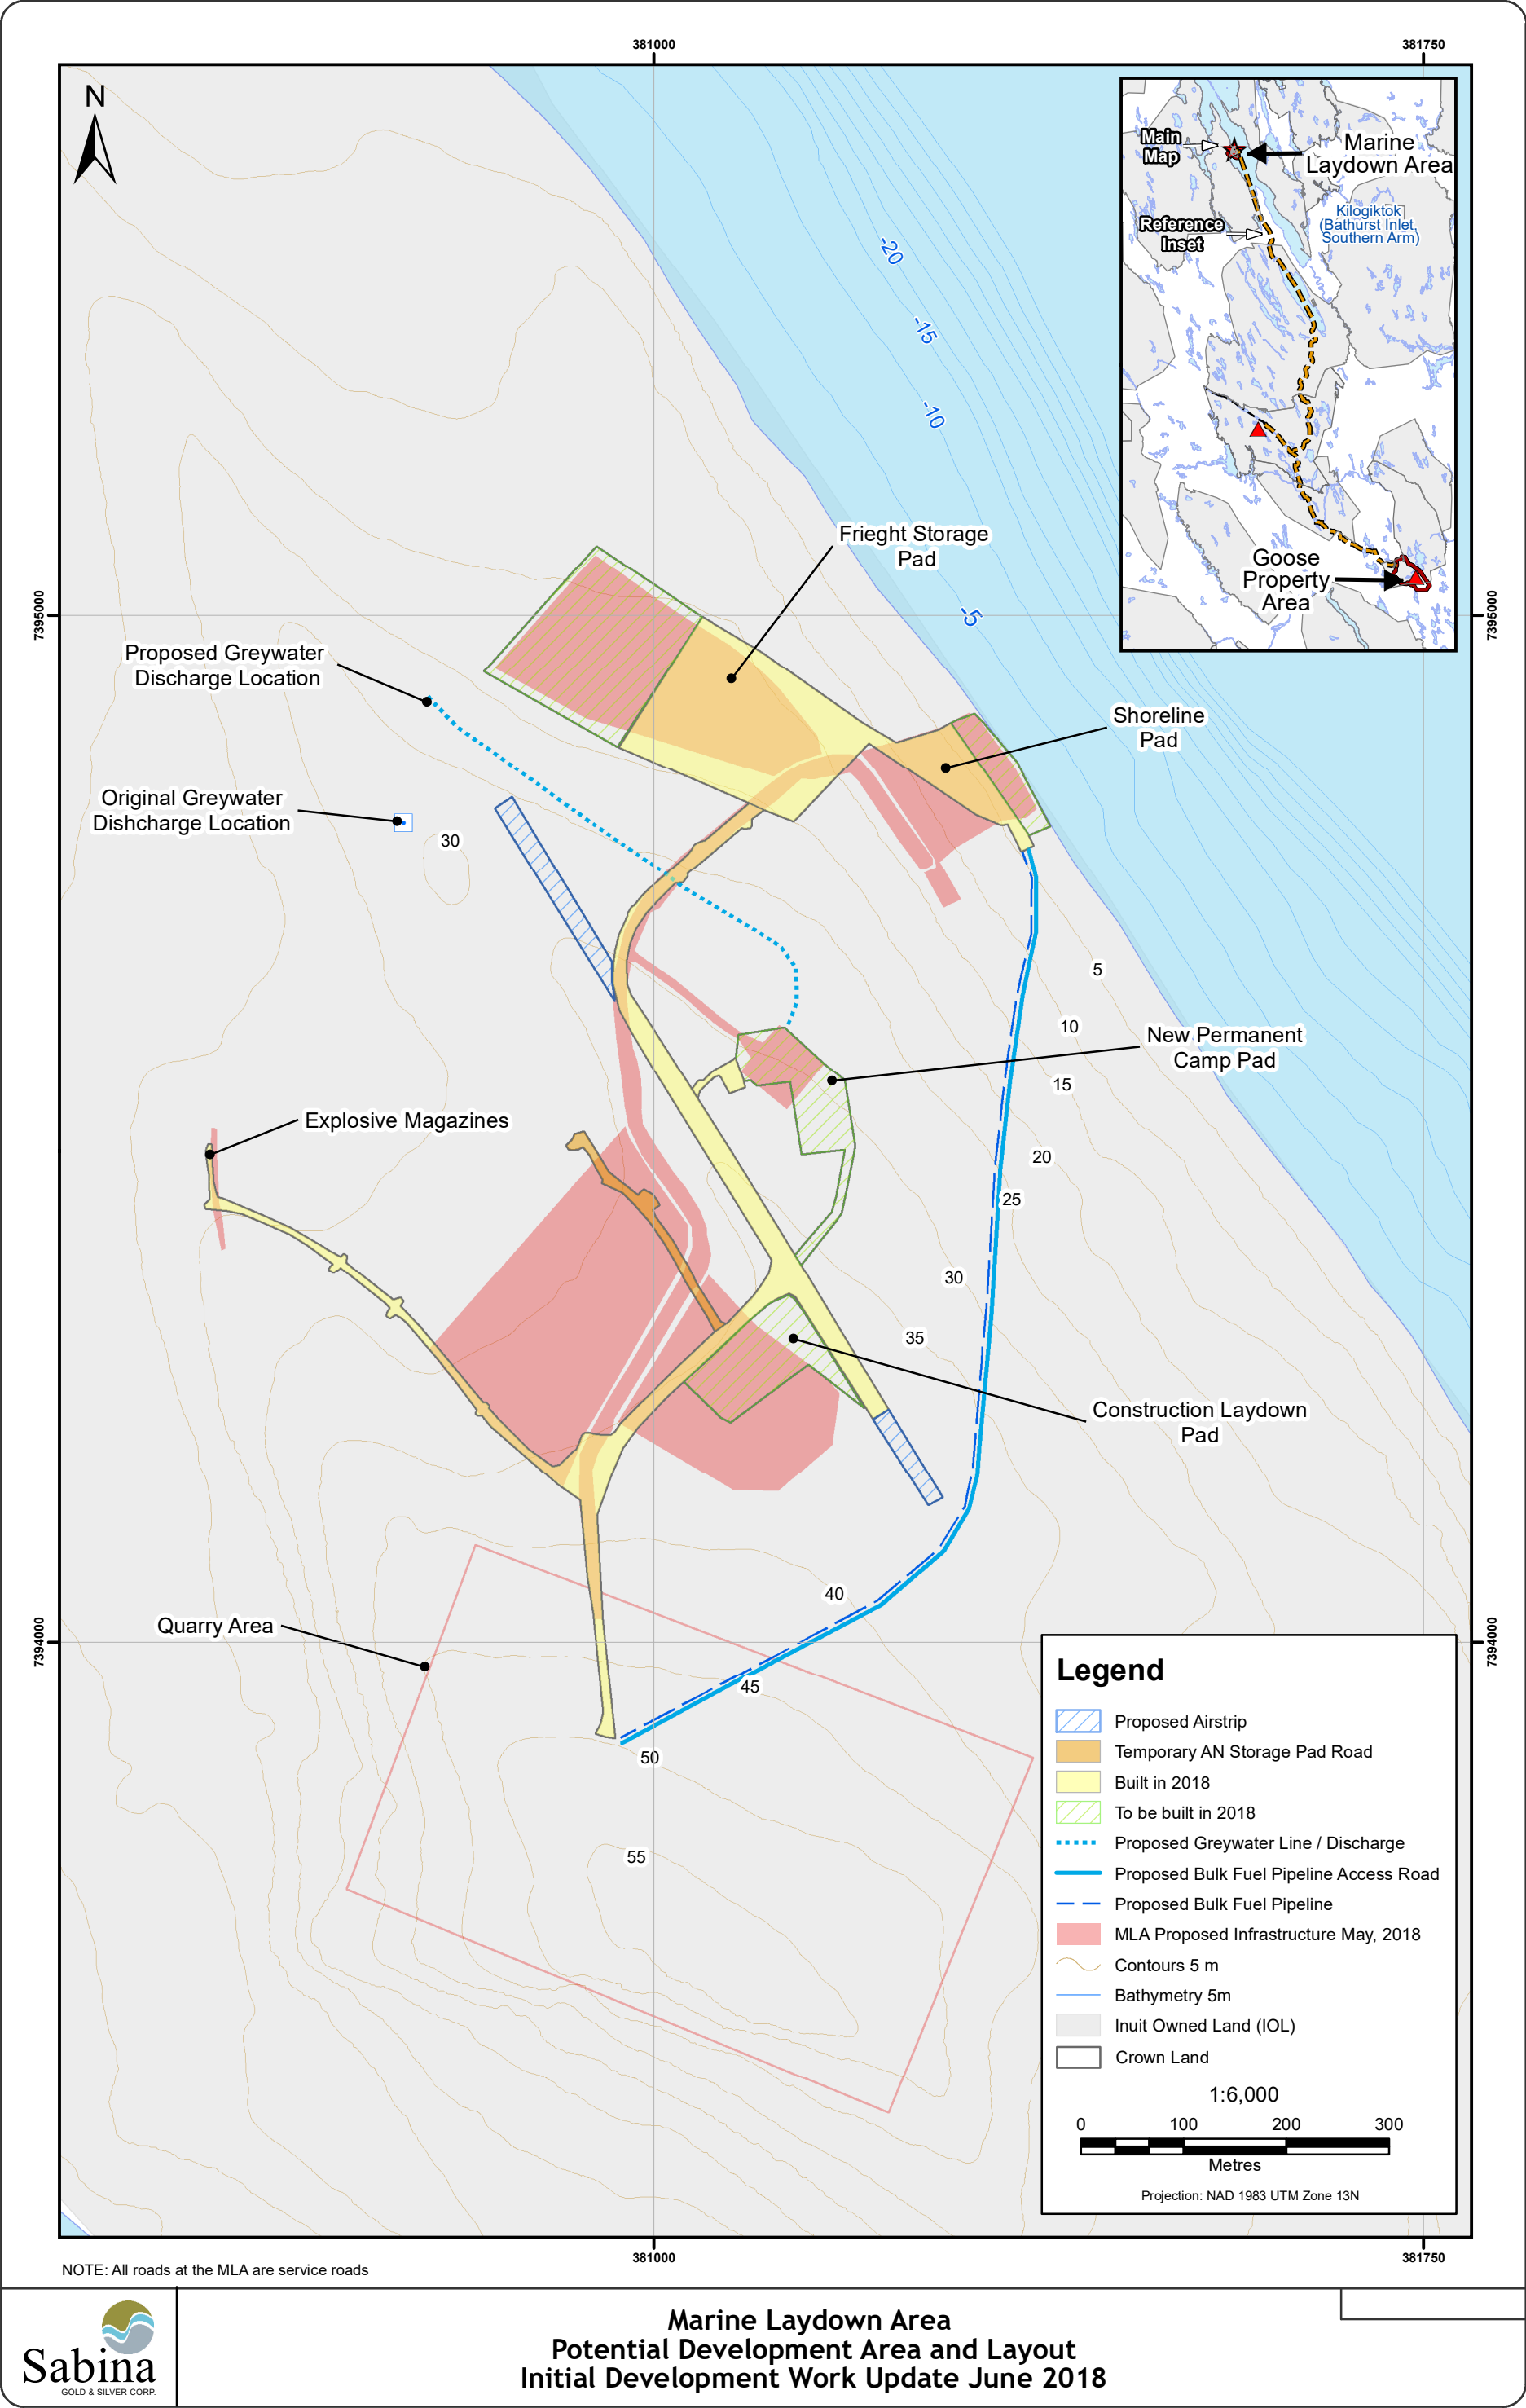 381000
381750
N
Main
Map
Marine
Laydown Area
Kilogiktok
(Bathurst Inlet,
Southern Arm)
Reference
Inset
Goose
Property
Area
-20
-15
-10
-5
Frieght Storage
Pad
7395000
7395000
Proposed Greywater
Discharge Location
Shoreline
Pad
Original Greywater
Dishcharge Location
30
5
10
New Permanent
Camp Pad
15
Explosive Magazines
20
25
30
35
Construction Laydown
Pad
40
Quarry Area
7394000
7394000
45
50
55
Legend
Proposed Airstrip
Temporary AN Storage Pad Road
Built in 2018
To be built in 2018
Proposed Greywater Line / Discharge
Proposed Bulk Fuel Pipeline Access Road
Proposed Bulk Fuel Pipeline
MLA Proposed Infrastructure May, 2018
Contours 5 m
Bathymetry 5m
Inuit Owned Land (IOL)
Crown Land
1:6,000
0 100 200 300
Metres
Projection: NAD 1983 UTM Zone 13N
381000
381750
NOTE: All roads at the MLA are service roads
Sabina
GOLD & SILVER CORP.
Marine Laydown Area
Potential Development Area and Layout
Initial Development Work Update June 2018